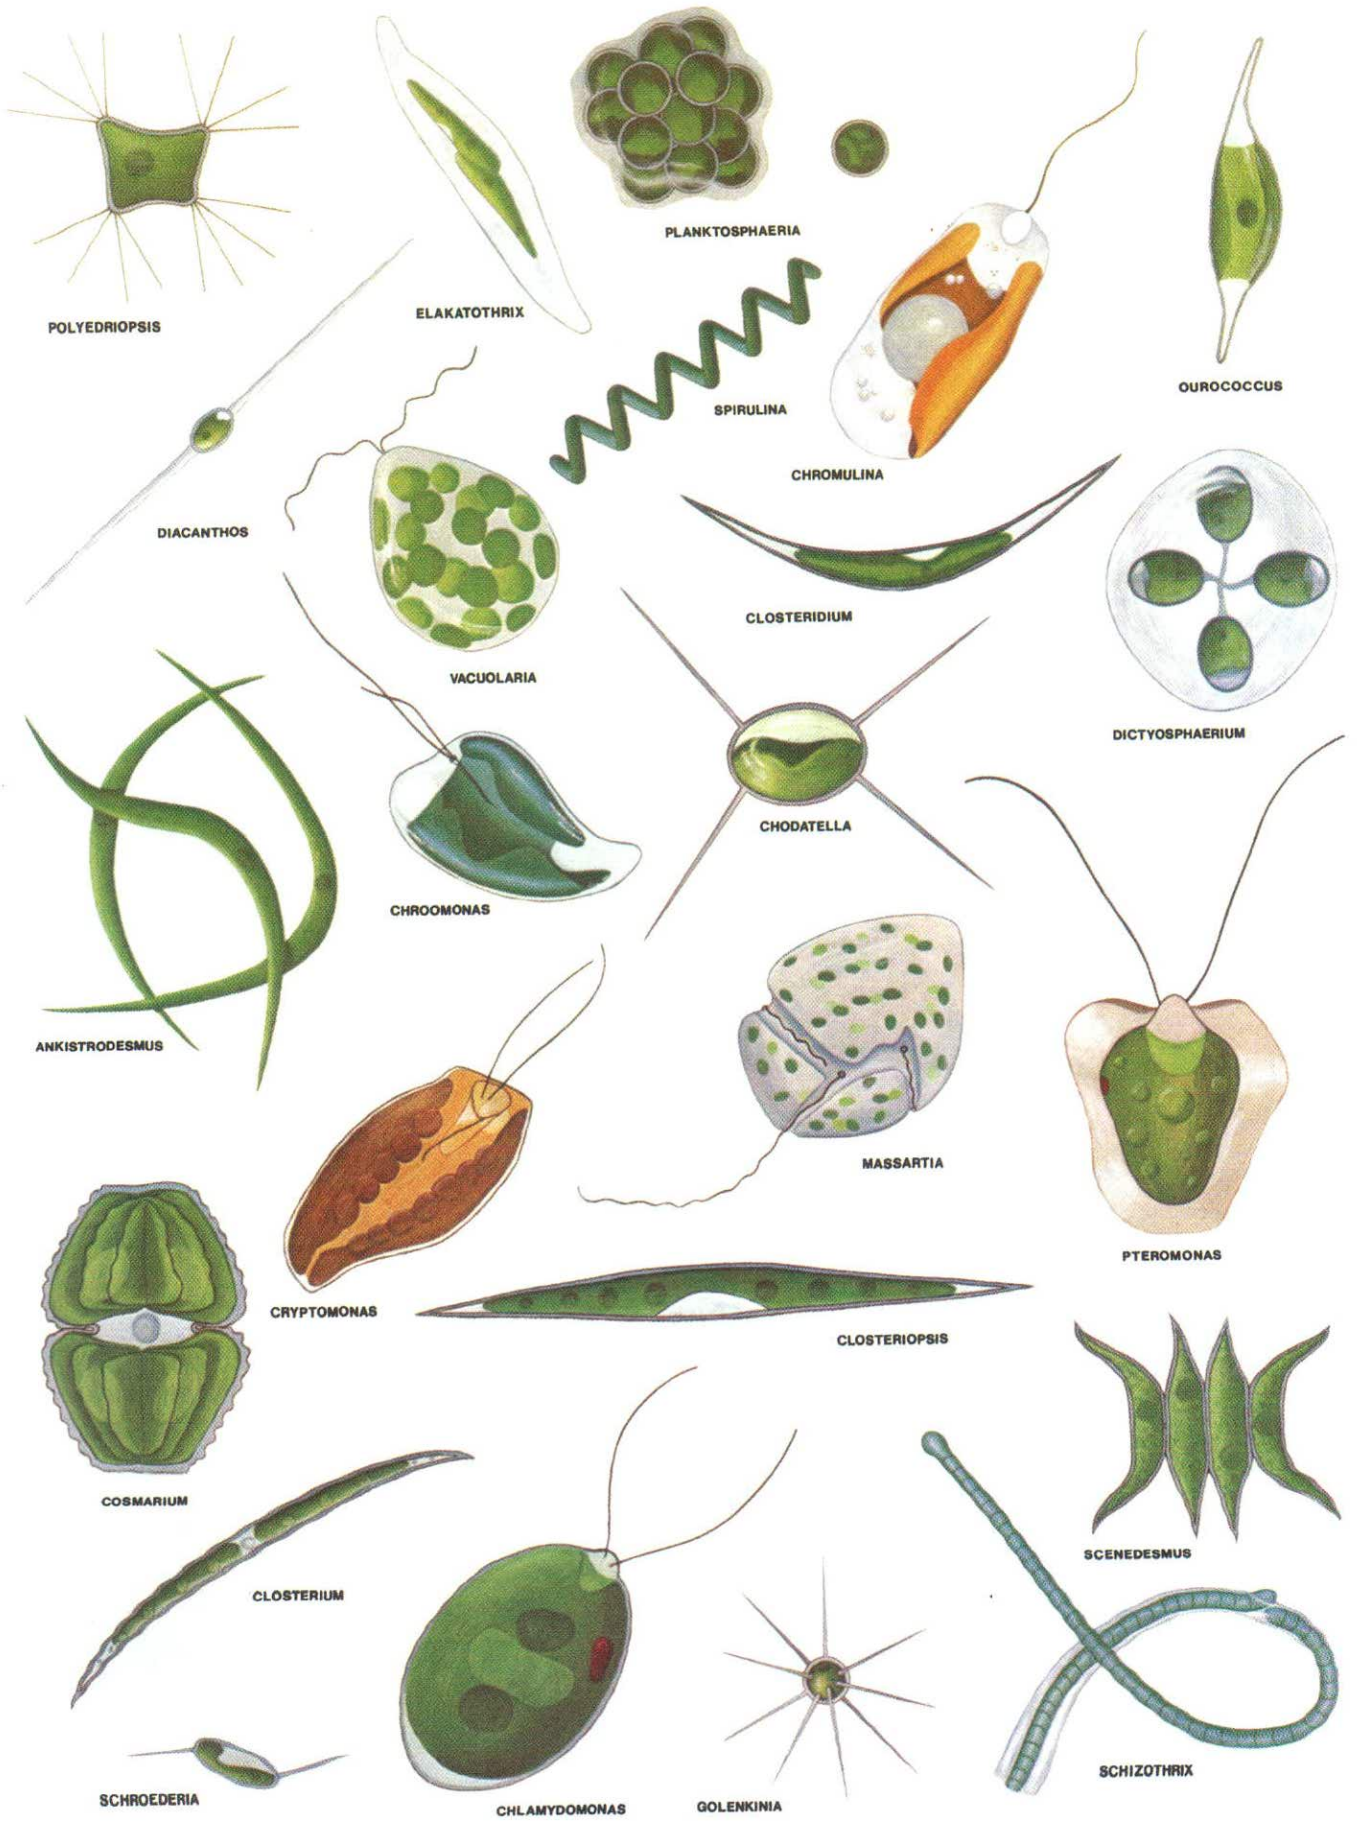 PLANKTOSPHAERIA
POLYEDRIOPSIS
ELAKATOTHRIX
OUROCOCCUS
SPIRULINA
CHROMULINA
DIACANTHOS
CLOSTERIDIUM
VACUOLARIA
DICTYOSPHAERIUM
CHODATELLA
CHROOMONAS
ANKISTRODESMUS
MASSARTIA
PTEROMONAS
CRYPTOMONAS
CLOSTERIOPSIS
COSMARIUM
SCENEDESMUS
CLOSTERIUM
SCHIZOTHRIX
SCHROEDERIA
CHLAMYDOMONAS
GOLENKINIA